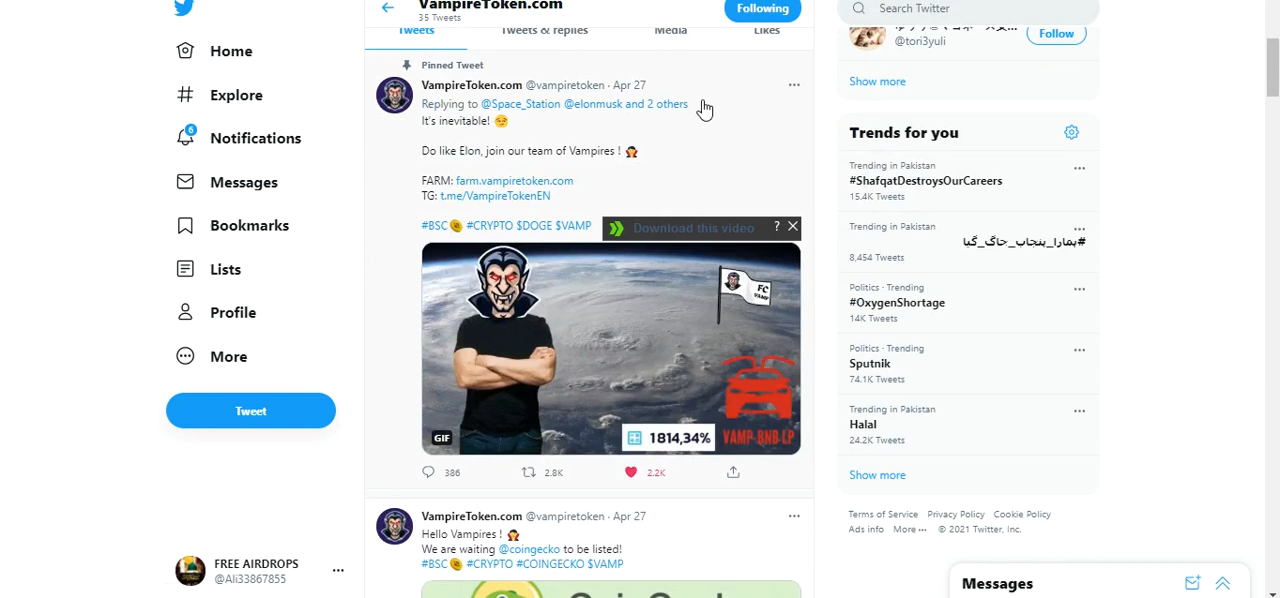 VampireToken.com
35 Tweets
Following
Search Twitter
Home
Explore
6
Notifications
Messages
Bookmarks
Lists
Profile
More
Tweet
FREE AIRDROPS
@Ali33867855
Tweets
Tweets & replies
Media
Likes
Pinned Tweet
VampireToken.com @vampiretoken · Apr 27
Replying to @Space_Station @elonmusk and 2 others
It's inevitable! 😏
Do like Elon, join our team of Vampires ! 🧛
FARM: farm.vampiretoken.com
TG: t.me/VampireTokenEN
#BSC #CRYPTO $DOGE $VAMP
Download this video ?
FC
VAMP
GIF
1814,34%
VAMP-BNB LP
386
2.8K
2.2K
VampireToken.com @vampiretoken · Apr 27
Hello Vampires ! 🧛
We are waiting @coingecko to be listed!
#BSC #CRYPTO #COINGECKO $VAMP
@tori3yuli
Follow
Show more
Trends for you
Trending in Pakistan
#ShafqatDestroysOurCareers
15.4K Tweets
Trending in Pakistan
#ہمارا_پنجاب_جاگ_گیا
8,454 Tweets
Politics · Trending
#OxygenShortage
14K Tweets
Politics · Trending
Sputnik
74.1K Tweets
Trending in Pakistan
Halal
24.2K Tweets
Show more
Terms of Service Privacy Policy Cookie Policy
Ads info More ··· © 2021 Twitter, Inc.
Messages